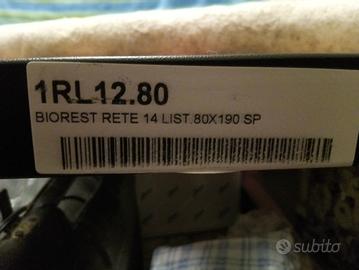 1RL12.80
BIOREST RETE 14 LIST.80X190 SP
subito